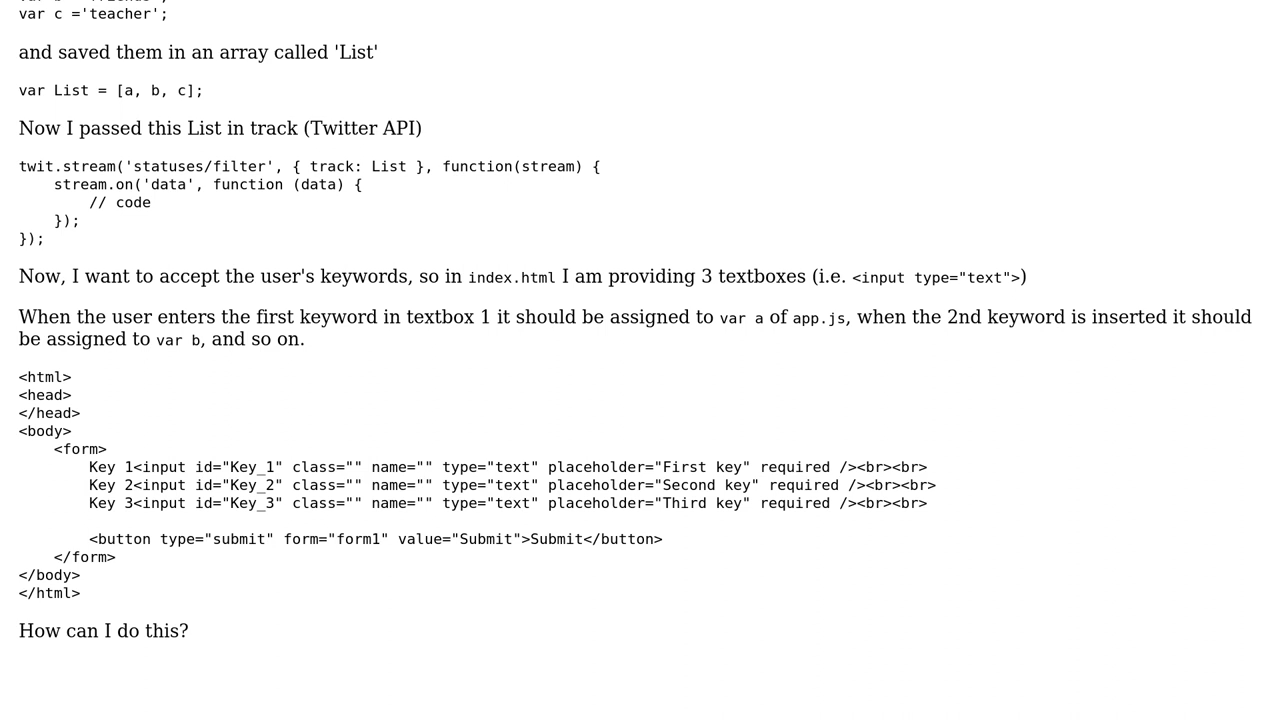 var c ='teacher';
and saved them in an array called 'List'
var List = [a, b, c];
Now I passed this List in track (Twitter API)
twit.stream('statuses/filter', { track: List }, function(stream) {
    stream.on('data', function (data) {
        // code
    });
});
Now, I want to accept the user's keywords, so in index.html I am providing 3 textboxes (i.e. <input type="text">)
When the user enters the first keyword in textbox 1 it should be assigned to var a of app.js, when the 2nd keyword is inserted it should
be assigned to var b, and so on.
<html>
<head>
</head>
<body>
    <form>
        Key 1<input id="Key_1" class="" name="" type="text" placeholder="First key" required /><br><br>
        Key 2<input id="Key_2" class="" name="" type="text" placeholder="Second key" required /><br><br>
        Key 3<input id="Key_3" class="" name="" type="text" placeholder="Third key" required /><br><br>
        <button type="submit" form="form1" value="Submit">Submit</button>
    </form>
</body>
</html>
How can I do this?